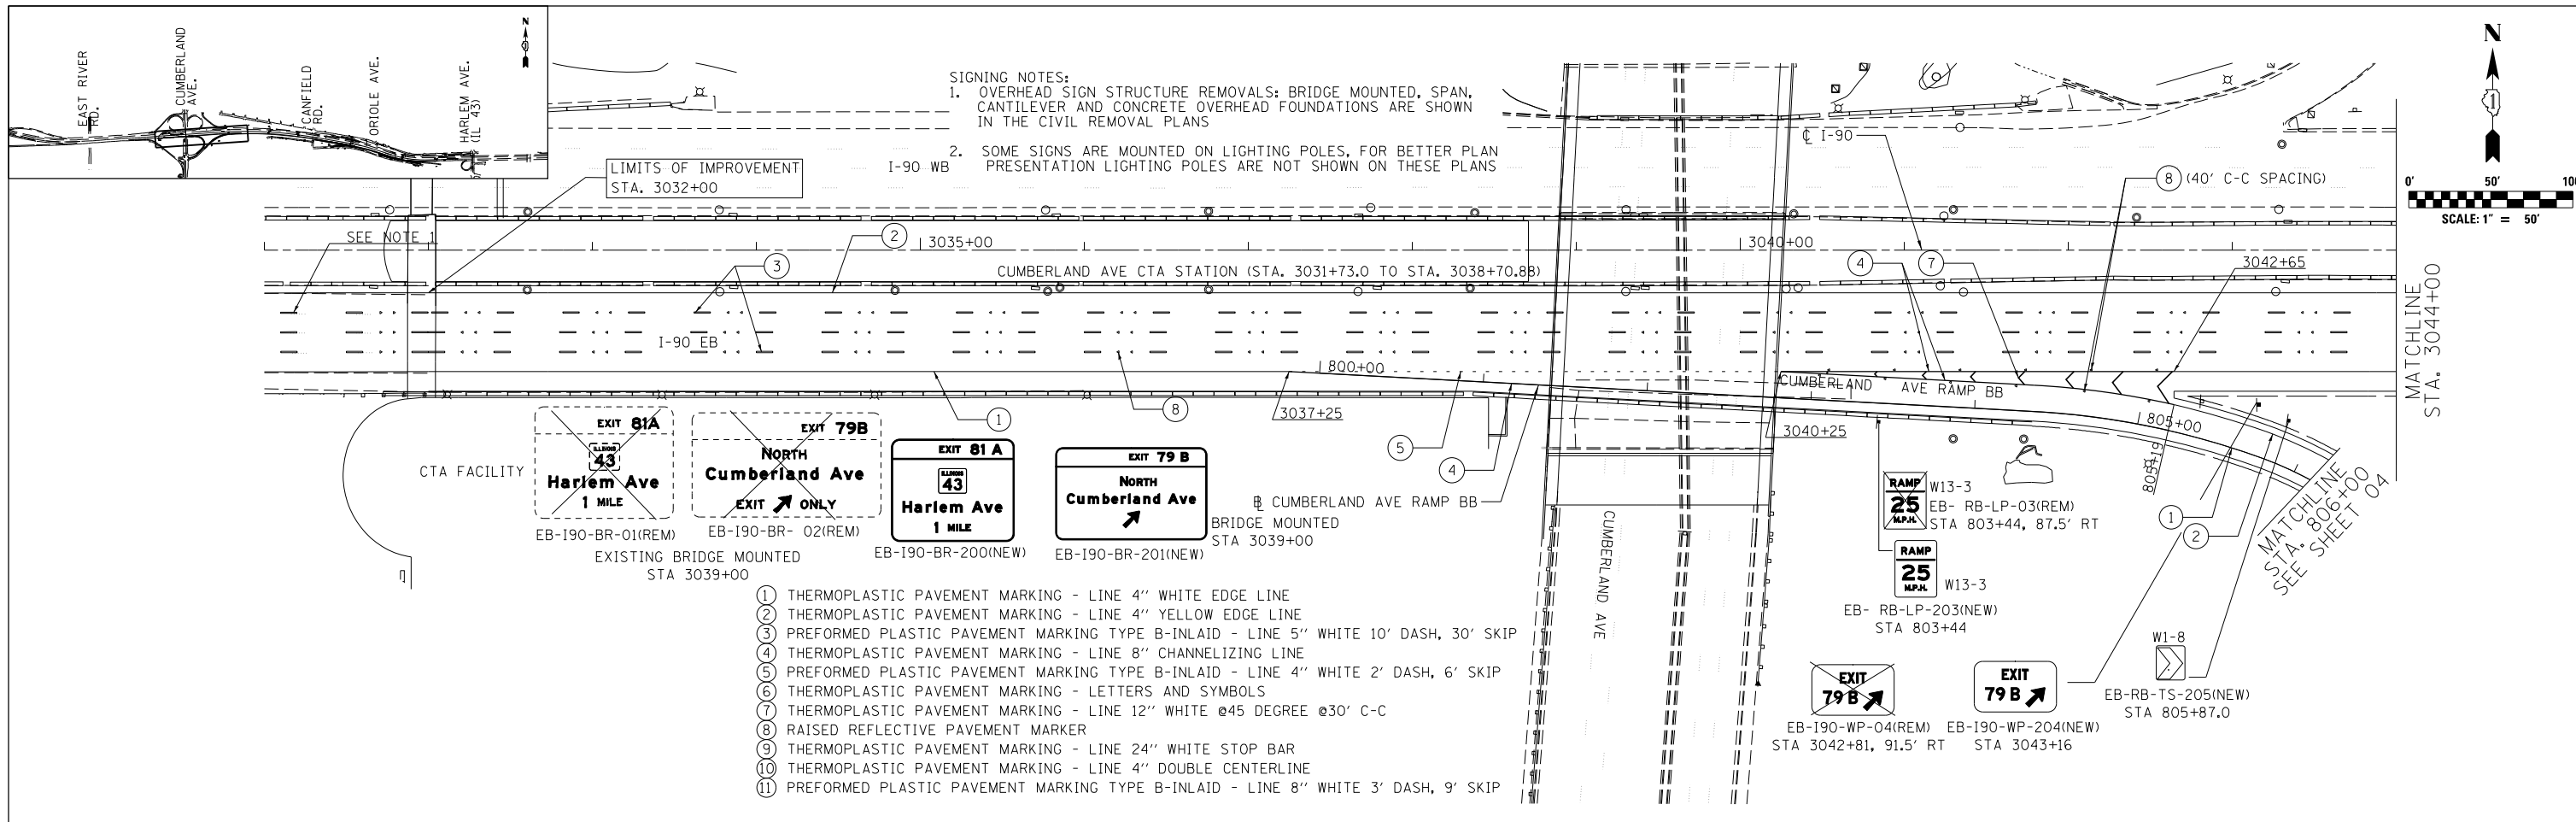 EAST RIVER
RD.
CUMBERLAND
AVE.
CANFIELD
RD.
ORIOLE AVE.
HARLEM AVE.
(IL 43)
N
SIGNING NOTES:
1. OVERHEAD SIGN STRUCTURE REMOVALS: BRIDGE MOUNTED, SPAN,
CANTILEVER AND CONCRETE OVERHEAD FOUNDATIONS ARE SHOWN
IN THE CIVIL REMOVAL PLANS
2. SOME SIGNS ARE MOUNTED ON LIGHTING POLES, FOR BETTER PLAN
PRESENTATION LIGHTING POLES ARE NOT SHOWN ON THESE PLANS
N
0' 50' 100
SCALE: 1" = 50'
LIMITS OF IMPROVEMENT
STA. 3032+00
I-90 WB
℄ I-90
8 (40' C-C SPACING)
SEE NOTE 1
2
3035+00
3040+00
3
CUMBERLAND AVE CTA STATION (STA. 3031+73.0 TO STA. 3038+70.88)
4
7
3042+65
MATCHLINE
STA. 3044+00
I-90 EB
800+00
CUMBERLAND AVE RAMP BB
8
1
3037+25
5
4
3040+25
805+00
805+19
MATCHLINE
STA. 806+00
SEE SHEET 04
1
2
CTA FACILITY
EXIT 81A
ILLINOIS
43
Harlem Ave
1 MILE
EB-I90-BR-01(REM)
EXIT 79B
NORTH
Cumberland Ave
EXIT ONLY
EB-I90-BR- 02(REM)
EXISTING BRIDGE MOUNTED
STA 3039+00
EXIT 81 A
ILLINOIS
43
Harlem Ave
1 MILE
EB-I90-BR-200(NEW)
EXIT 79 B
NORTH
Cumberland Ave
EB-I90-BR-201(NEW)
BRIDGE MOUNTED
STA 3039+00
℄ CUMBERLAND AVE RAMP BB
CUMBERLAND AVE
RAMP
25
M.P.H.
W13-3
EB- RB-LP-03(REM)
STA 803+44, 87.5' RT
RAMP
25
M.P.H.
W13-3
EB- RB-LP-203(NEW)
STA 803+44
EXIT
79 B
EB-I90-WP-04(REM)
STA 3042+81, 91.5' RT
EXIT
79 B
EB-I90-WP-204(NEW)
STA 3043+16
W1-8
EB-RB-TS-205(NEW)
STA 805+87.0
1 THERMOPLASTIC PAVEMENT MARKING - LINE 4" WHITE EDGE LINE
2 THERMOPLASTIC PAVEMENT MARKING - LINE 4" YELLOW EDGE LINE
3 PREFORMED PLASTIC PAVEMENT MARKING TYPE B-INLAID - LINE 5" WHITE 10' DASH, 30' SKIP
4 THERMOPLASTIC PAVEMENT MARKING - LINE 8" CHANNELIZING LINE
5 PREFORMED PLASTIC PAVEMENT MARKING TYPE B-INLAID - LINE 4" WHITE 2' DASH, 6' SKIP
6 THERMOPLASTIC PAVEMENT MARKING - LETTERS AND SYMBOLS
7 THERMOPLASTIC PAVEMENT MARKING - LINE 12" WHITE @45 DEGREE @30' C-C
8 RAISED REFLECTIVE PAVEMENT MARKER
9 THERMOPLASTIC PAVEMENT MARKING - LINE 24" WHITE STOP BAR
10 THERMOPLASTIC PAVEMENT MARKING - LINE 4" DOUBLE CENTERLINE
11 PREFORMED PLASTIC PAVEMENT MARKING TYPE B-INLAID - LINE 8" WHITE 3' DASH, 9' SKIP